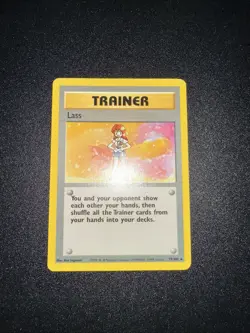 TRAINER
Lass
You and your opponent show
each other your hands, then
shuffle all the Trainer cards from
your hands into your decks.